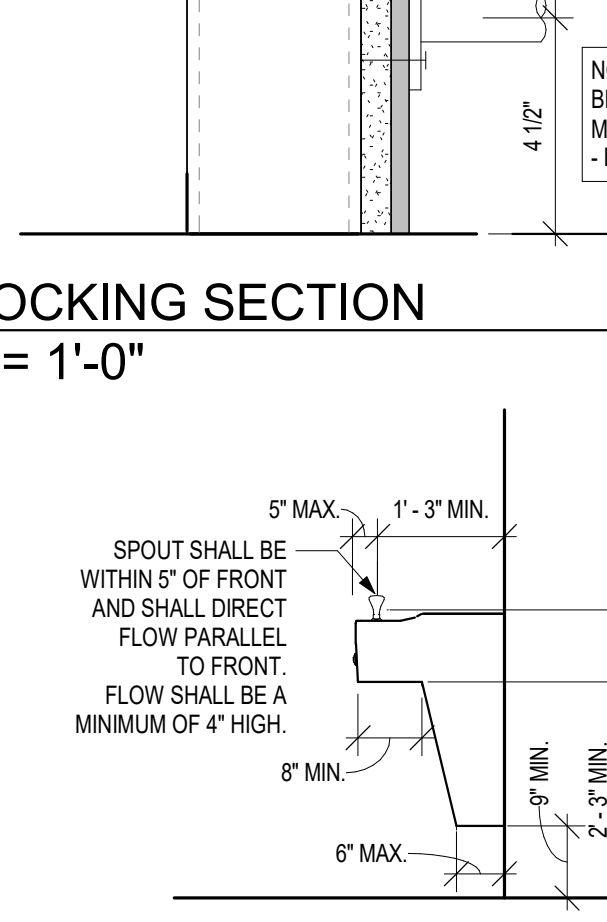 4 1/2"
OCKING SECTION
= 1'-0"
5" MAX.
1' - 3" MIN.
SPOUT SHALL BE
WITHIN 5" OF FRONT
AND SHALL DIRECT
FLOW PARALLEL
TO FRONT.
FLOW SHALL BE A
MINIMUM OF 4" HIGH.
8" MIN.
6" MAX.
9" MIN.
2' - 3" MIN.